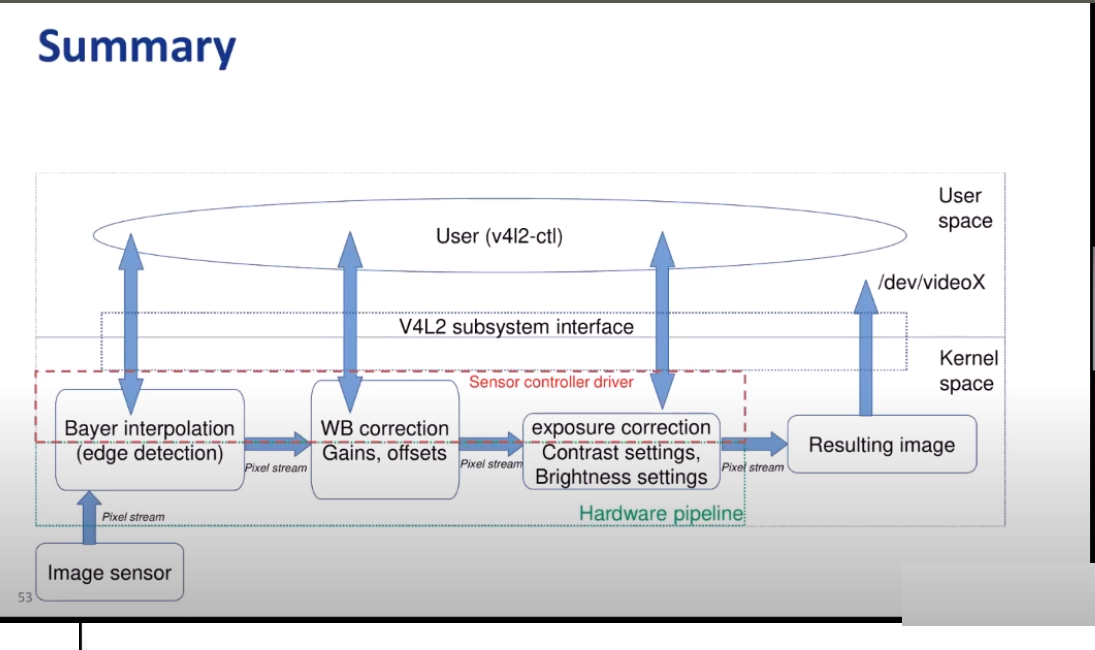 Summary
User
space
User (v4l2-ctl)
/dev/videoX
V4L2 subsystem interface
Kernel
space
Sensor controller driver
Bayer interpolation
(edge detection)
Pixel stream
WB correction
Gains, offsets
Pixel stream
exposure correction
Contrast settings,
Brightness settings
Pixel stream
Resulting image
Hardware pipeline
Pixel stream
Image sensor
53